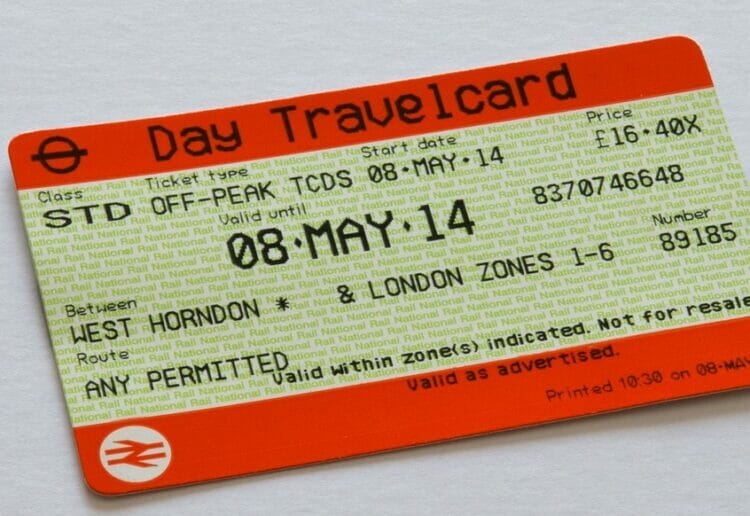 Day Travelcard
Class Ticket type Start date Price
STD OFF-PEAK TCDS 08·MAY·14 £16·40X
Valid until
08·MAY·14 8370746648
Number
Between 89185
WEST HORNDON * & LONDON ZONES 1-6
Route
ANY PERMITTED Valid within zone(s) indicated. Not for resale
Valid as advertised.
Printed 10:30 on 08-MAY